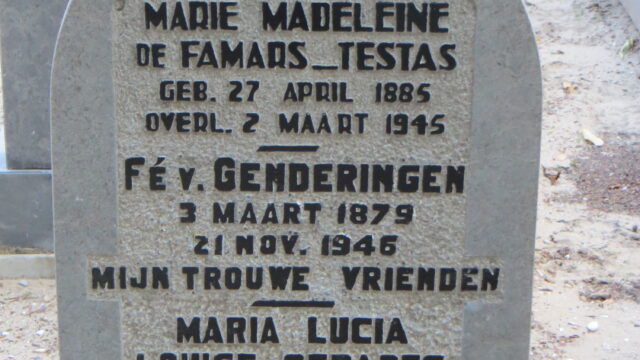 MARIE MADELEINE
DE FAMARS_TESTAS
GEB. 27 APRIL 1885
OVERL. 2 MAART 1945
FÉ V. GENDERINGEN
3 MAART 1879
21 NOV. 1946
MIJN TROUWE VRIENDEN
MARIA LUCIA
LOUISE